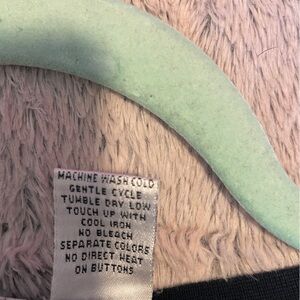 MACHINE WASH COLD
GENTLE CYCLE
TUMBLE DRY LOW
TOUCH UP WITH
COOL IRON
NO BLEACH
SEPARATE COLORS
NO DIRECT HEAT
ON BUTTONS